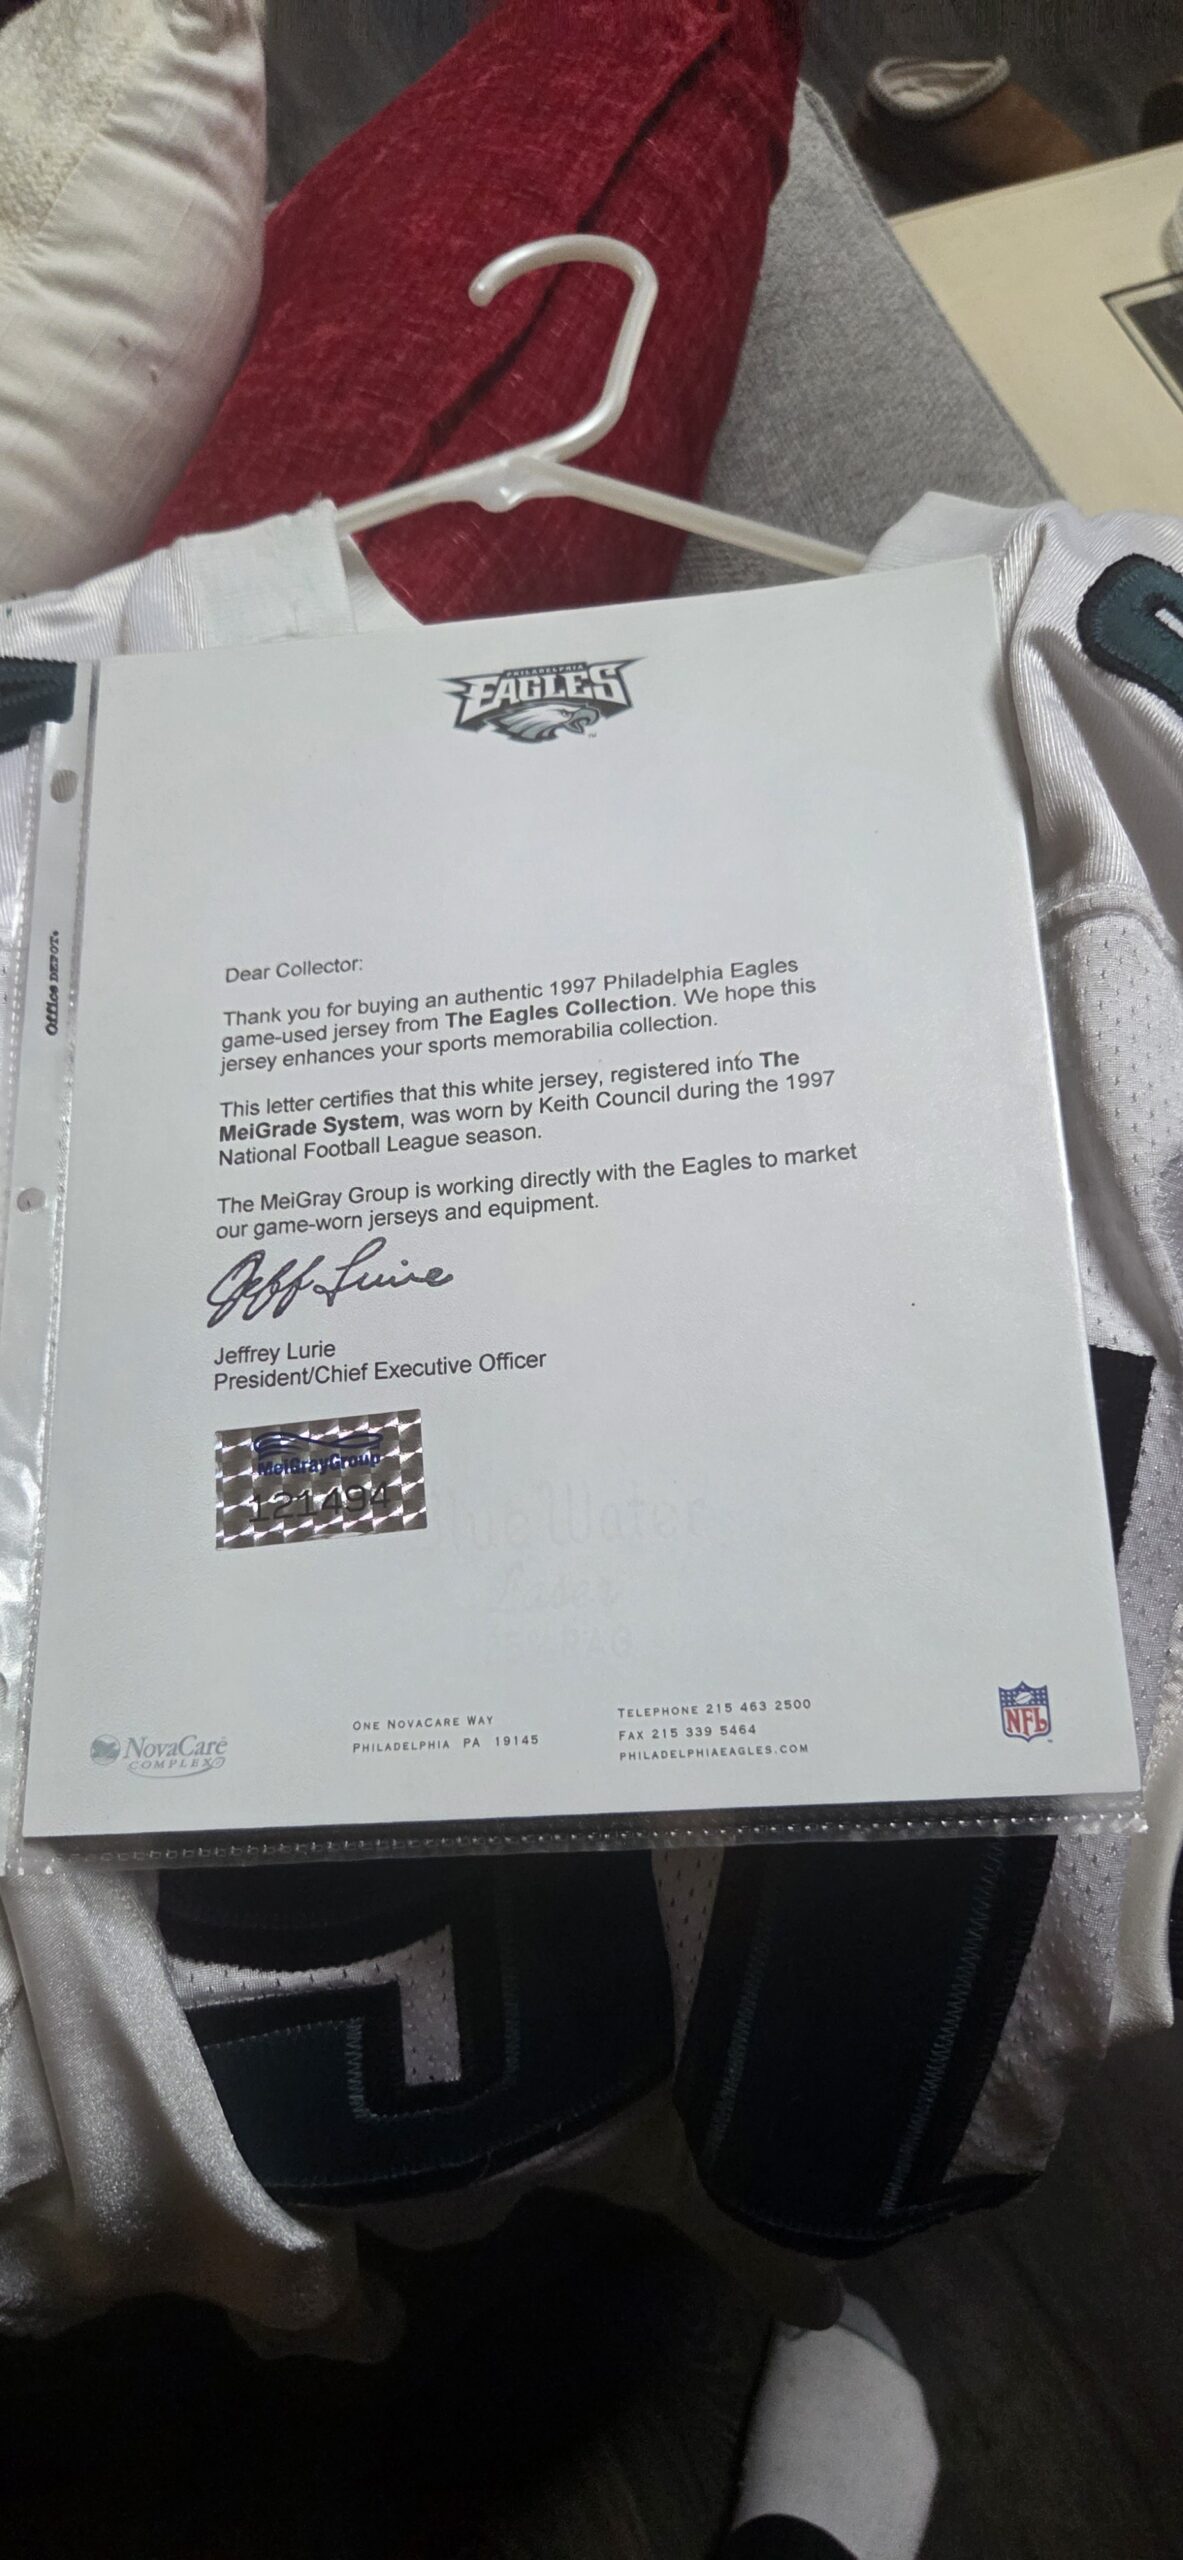 PHILADELPHIA
EAGLES
Office DEPOT
Dear Collector:
Thank you for buying an authentic 1997 Philadelphia Eagles
game-used jersey from The Eagles Collection. We hope this
jersey enhances your sports memorabilia collection.
This letter certifies that this white jersey, registered into The
MeiGrade System, was worn by Keith Council during the 1997
National Football League season.
The MeiGray Group is working directly with the Eagles to market
our game-worn jerseys and equipment.
Jeff Lurie
Jeffrey Lurie
President/Chief Executive Officer
MeiGrayGroup
121494
Laser
NovaCare
COMPLEX
ONE NOVACARE WAY
PHILADELPHIA PA 19145
TELEPHONE 215 463 2500
FAX 215 339 5464
PHILADELPHIAEAGLES.COM
NFL